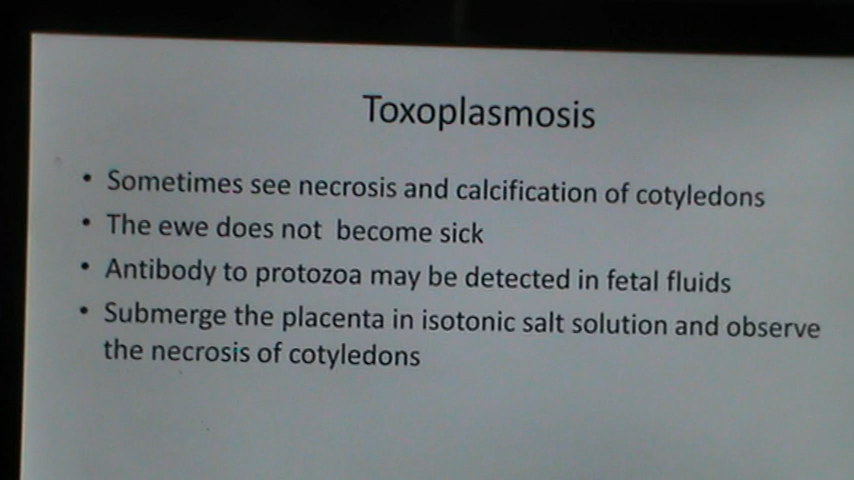 Toxoplasmosis
• Sometimes see necrosis and calcification of cotyledons
• The ewe does not become sick
• Antibody to protozoa may be detected in fetal fluids
• Submerge the placenta in isotonic salt solution and observe
the necrosis of cotyledons